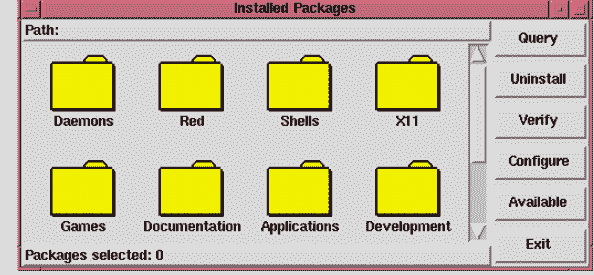 Installed Packages
Path:
Daemons Red Shells X11
Games Documentation Applications Development
Packages selected: 0
Query
Uninstall
Verify
Configure
Available
Exit